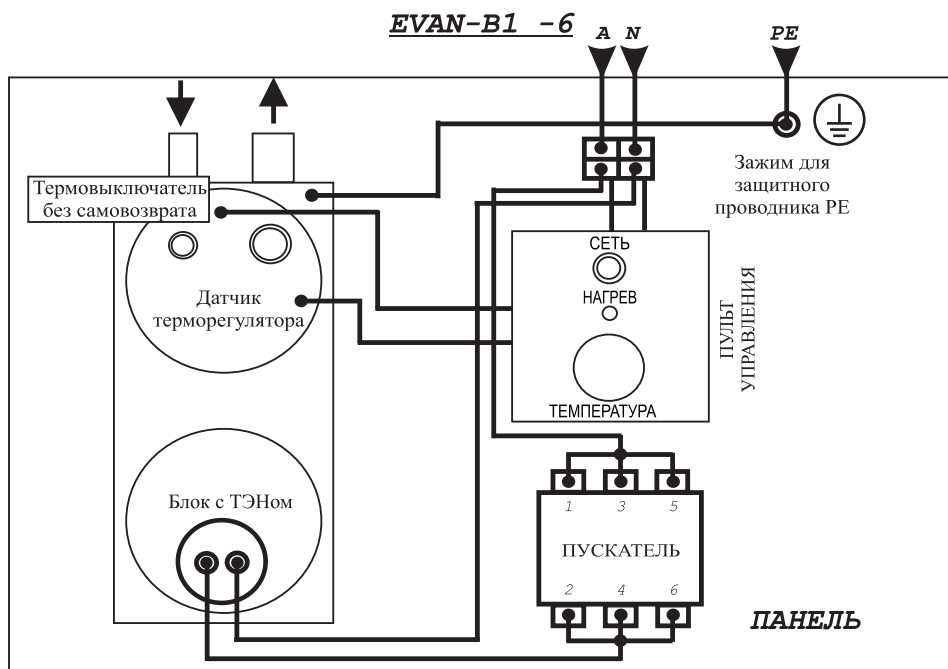 EVAN-B1 -6
A N PE
Зажим для
защитного
проводника PE
Термовыключатель
без самовозврата
Датчик
терморегулятора
СЕТЬ
НАГРЕВ
ТЕМПЕРАТУРА
ПУЛЬТ
УПРАВЛЕНИЯ
Блок с ТЭНом
1 3 5
ПУСКАТЕЛЬ
2 4 6
ПАНЕЛЬ